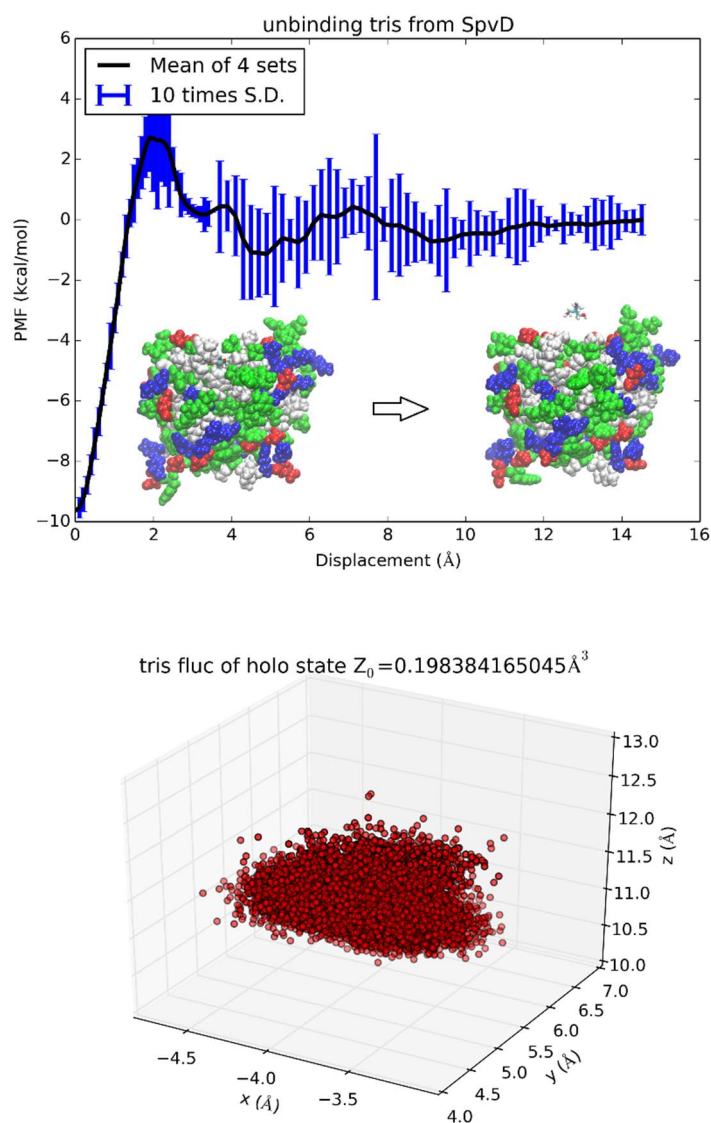 unbinding tris from SpvD
Mean of 4 sets
10 times S.D.
6
4
2
0
−2
−4
−6
−8
−10
PMF (kcal/mol)
0 2 4 6 8 10 12 14 16
Displacement (Å)
tris fluc of holo state Z₀=0.198384165045Å³
13.0
12.5
12.0
11.5
11.0
10.5
10.0
z (Å)
7.0
6.5
6.0
5.5
5.0
4.5
4.0
y (Å)
−4.5 −4.0 −3.5
x (Å)